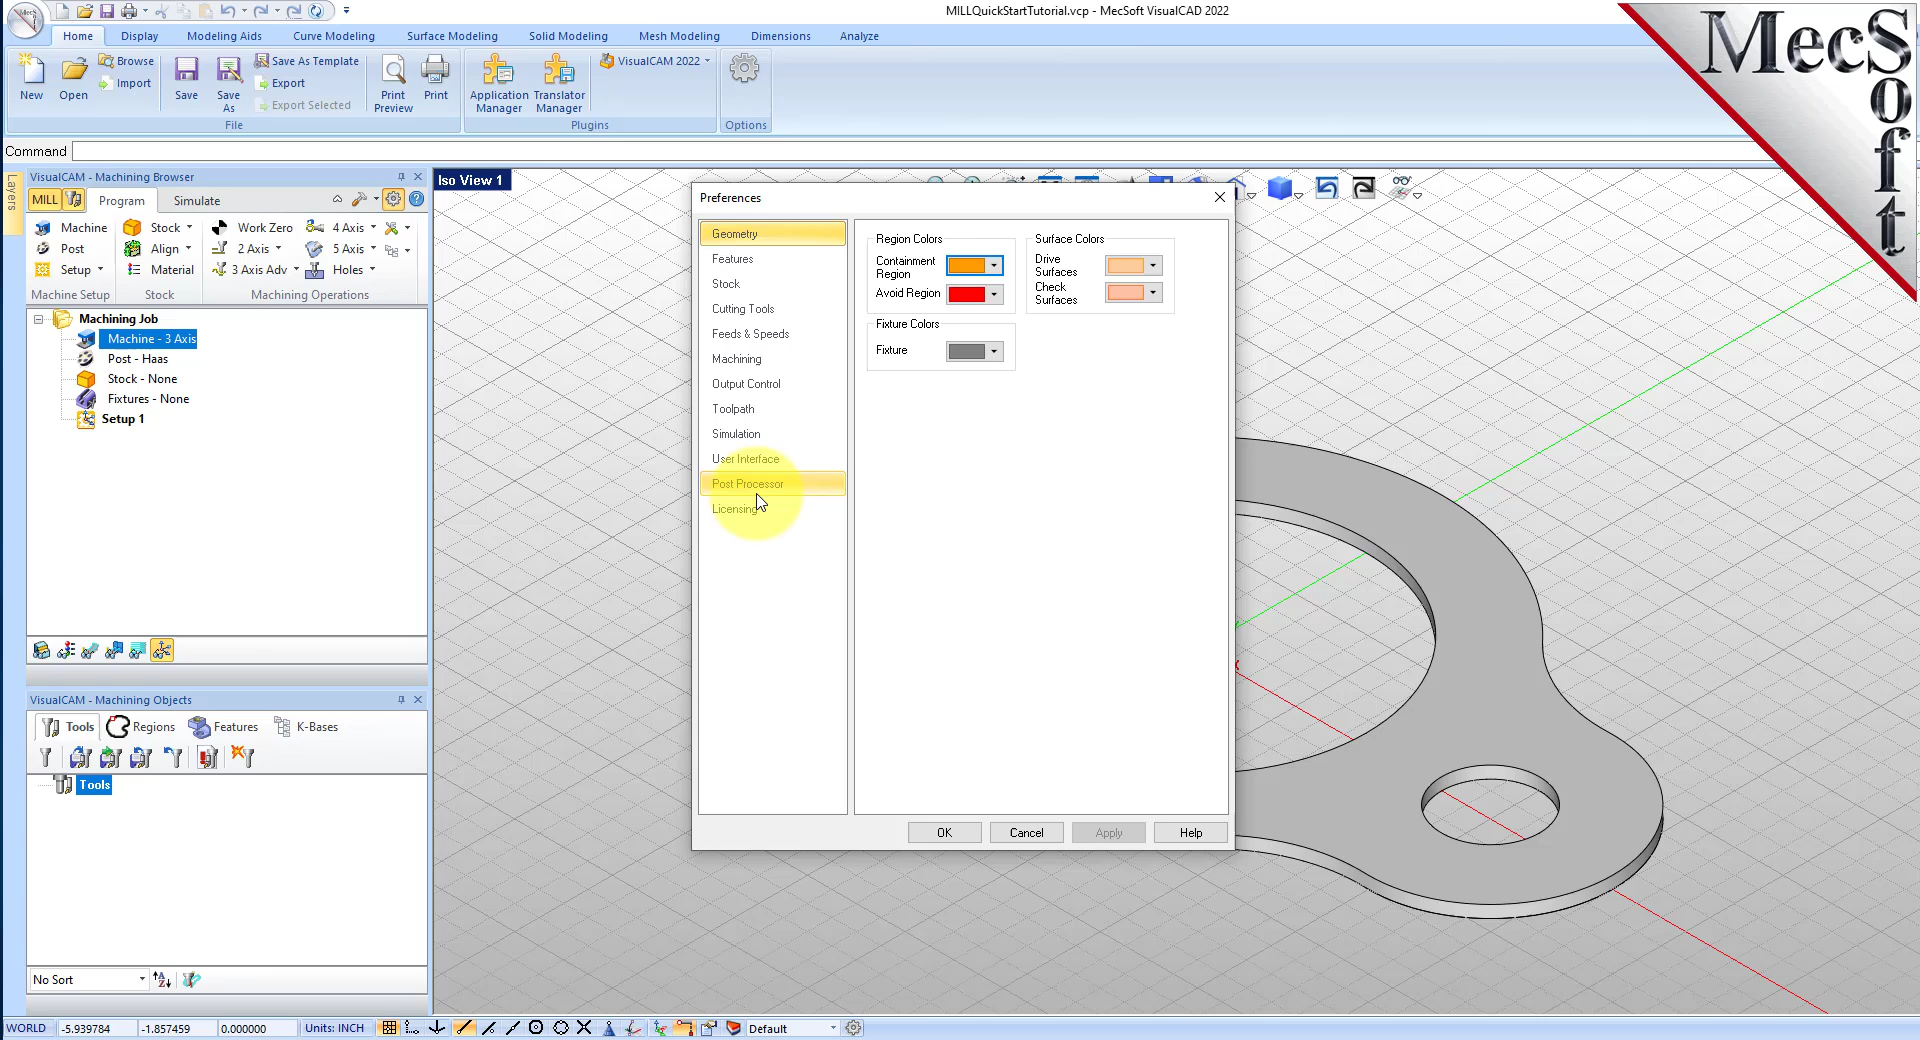 MecS
MILLQuickStartTutorial.vcp - MecSoft VisualCAD 2022
Home Display Modeling Aids Curve Modeling Surface Modeling Solid Modeling Mesh Modeling Dimensions Analyze
New Open Browse Import Save Save As Save As Template Export Export Selected Print Preview Print
Application Manager Translator Manager VisualCAM 2022
File Plugins Options
MecSoft
Command
Layers
VisualCAM - Machining Browser
MILL Program Simulate
Machine Stock Work Zero 4 Axis
Post Align 2 Axis 5 Axis
Setup Material 3 Axis Adv Holes
Machine Setup Stock Machining Operations
Machining Job
Machine - 3 Axis
Post - Haas
Stock - None
Fixtures - None
Setup 1
VisualCAM - Machining Objects
Tools Regions Features K-Bases
Tools
No Sort
Iso View 1
Preferences
Geometry
Features
Stock
Cutting Tools
Feeds & Speeds
Machining
Output Control
Toolpath
Simulation
User Interface
Post Processor
Licensing
Region Colors
Containment Region
Avoid Region
Surface Colors
Drive Surfaces
Check Surfaces
Fixture Colors
Fixture
OK Cancel Apply Help
X
WORLD -5.939784 -1.857459 0.000000 Units: INCH Default